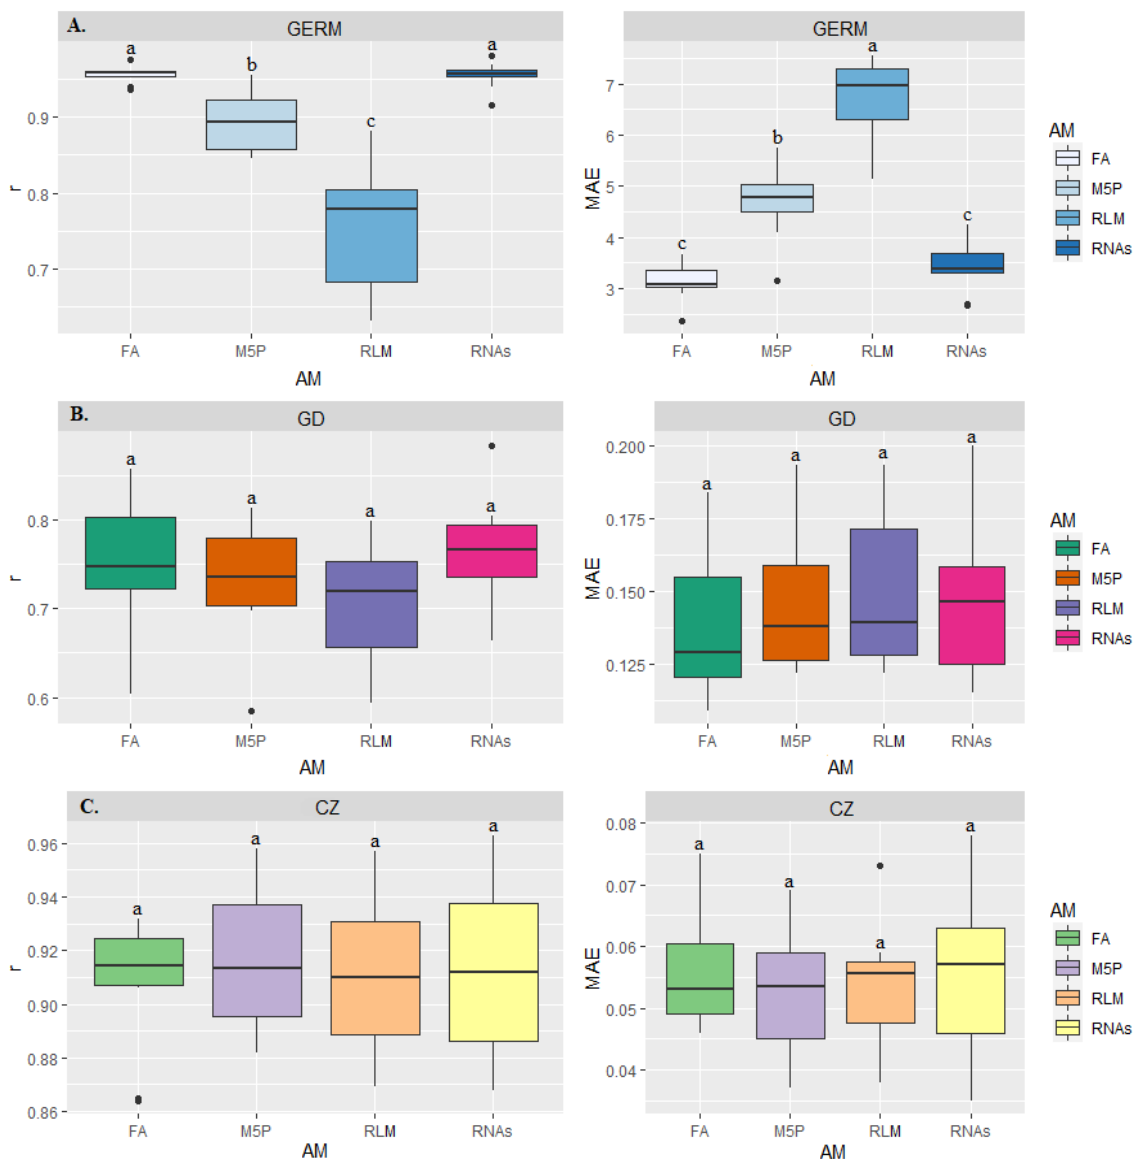 A.
GERM
a
b
c
a
0.9
0.8
0.7
r
FA M5P RLM RNAs
AM
GERM
a
b
c
c
7
6
5
4
3
MAE
FA M5P RLM RNAs
AM
AM
FA
M5P
RLM
RNAs
B.
GD
a
a
a
a
0.8
0.7
0.6
r
FA M5P RLM RNAs
AM
GD
a
a
a
a
0.200
0.175
0.150
0.125
MAE
FA M5P RLM RNAs
AM
AM
FA
M5P
RLM
RNAs
C.
CZ
a
a
a
a
0.96
0.94
0.92
0.90
0.88
0.86
r
FA M5P RLM RNAs
AM
CZ
a
a
a
a
0.08
0.07
0.06
0.05
0.04
MAE
FA M5P RLM RNAs
AM
AM
FA
M5P
RLM
RNAs